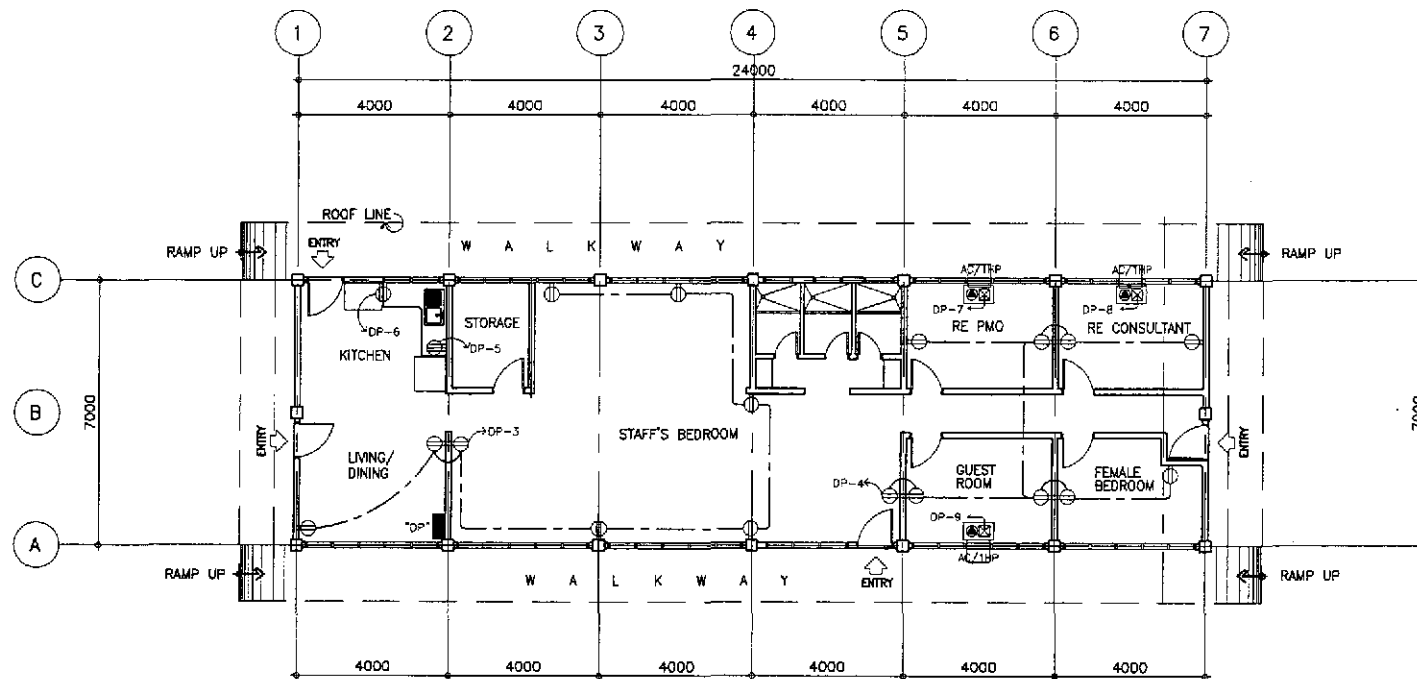 1 2 3 4 5 6 7
24000
4000 4000 4000 4000 4000 4000
ROOF LINE
RAMP UP
ENTRY
W A L K W A Y
RAMP UP
C
AC/1HP
AC/1HP
DP-7
DP-8
DP-6
STORAGE
RE PMO
RE CONSULTANT
KITCHEN
DP-5
B
7000
7000
ENTRY
DP-3
STAFF'S BEDROOM
ENTRY
LIVING/
DINING
GUEST
ROOM
FEMALE
BEDROOM
DP-4
"DP"
DP-9
A
AC/1HP
RAMP UP
W A L K W A Y
ENTRY
RAMP UP
4000 4000 4000 4000 4000 4000